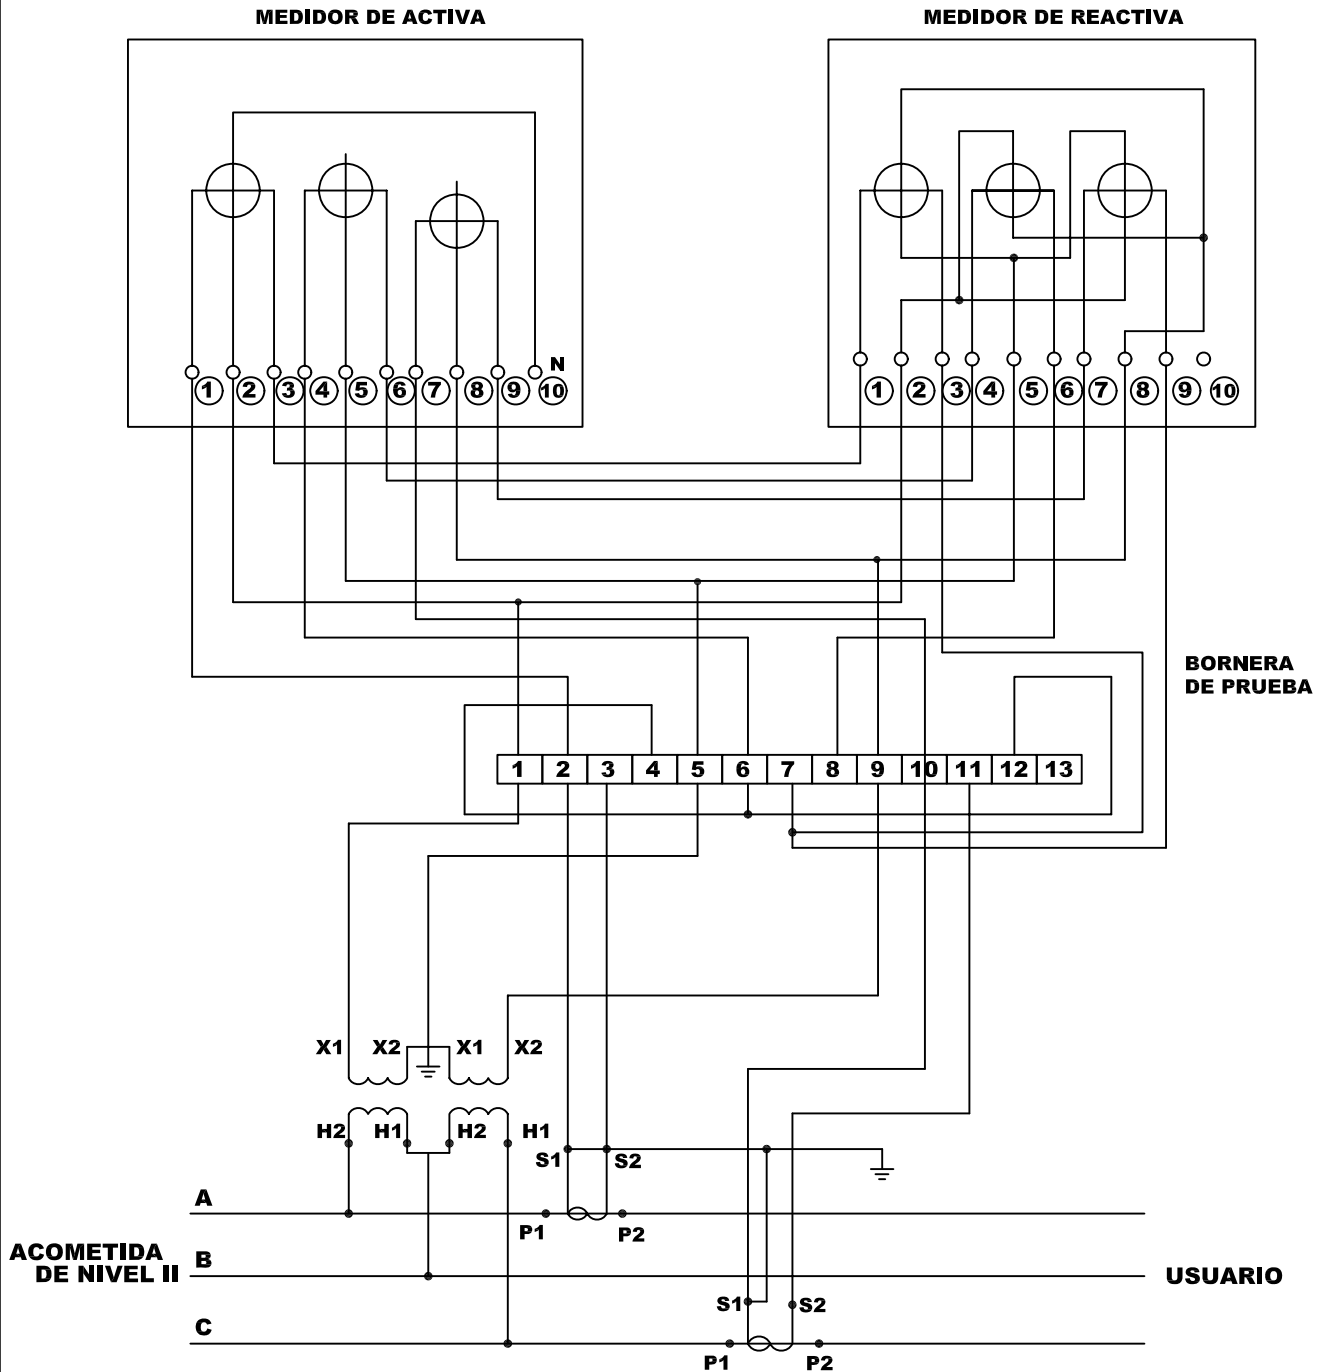 MEDIDOR DE ACTIVA
MEDIDOR DE REACTIVA
N
1 2 3 4 5 6 7 8 9 10
1 2 3 4 5 6 7 8 9 10
BORNERA
DE PRUEBA
1 2 3 4 5 6 7 8 9 10 11 12 13
X1 X2 X1 X2
H2 H1 H2 H1
S1 S2
A
P1 P2
ACOMETIDA
DE NIVEL II
B
USUARIO
S1 S2
C
P1 P2